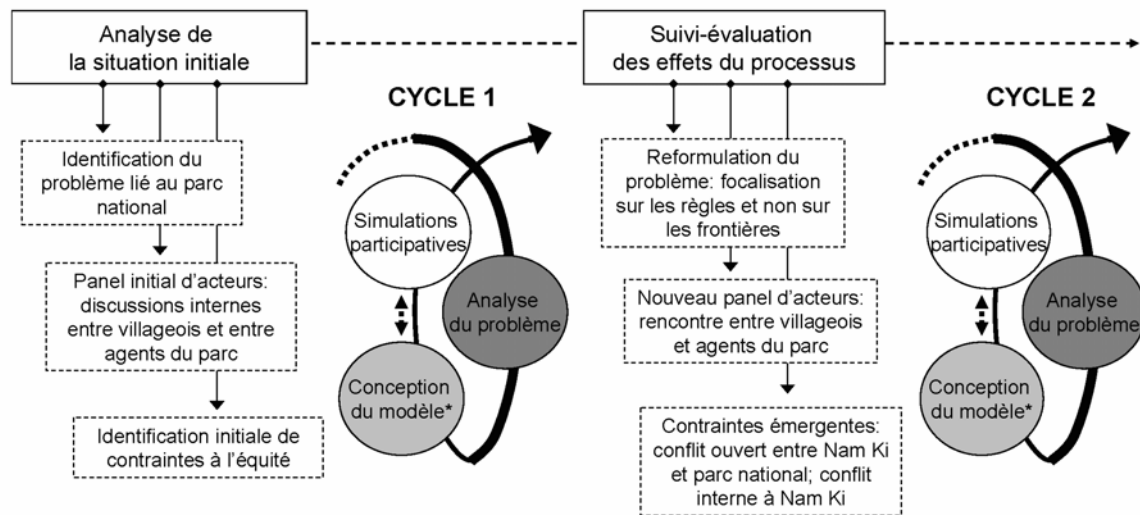 Analyse de
la situation initiale
Identification du
problème lié au parc
national
Panel initial d'acteurs:
discussions internes
entre villageois et entre
agents du parc
Identification initiale de
contraintes à l'équité
CYCLE 1
Simulations
participatives
Analyse
du problème
Conception
du modèle*
Suivi-évaluation
des effets du processus
Reformulation du
problème: focalisation
sur les règles et non sur
les frontières
Nouveau panel d'acteurs:
rencontre entre villageois
et agents du parc
Contraintes émergentes:
conflit ouvert entre Nam Ki
et parc national; conflit
interne à Nam Ki
CYCLE 2
Simulations
participatives
Analyse
du problème
Conception
du modèle*